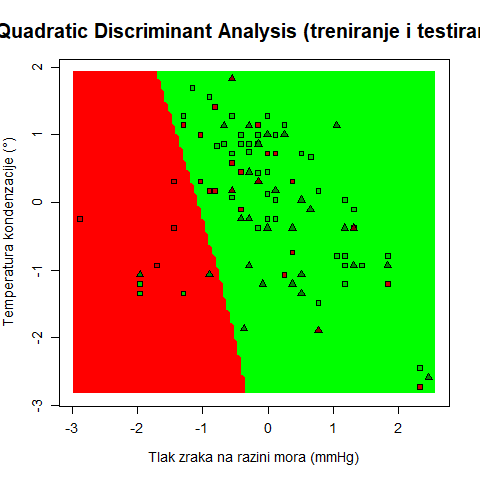 Quadratic Discriminant Analysis (treniranje i testiran
2
1
0
-1
-2
-3
Temperatura kondenzacije (°)
-3 -2 -1 0 1 2
Tlak zraka na razini mora (mmHg)